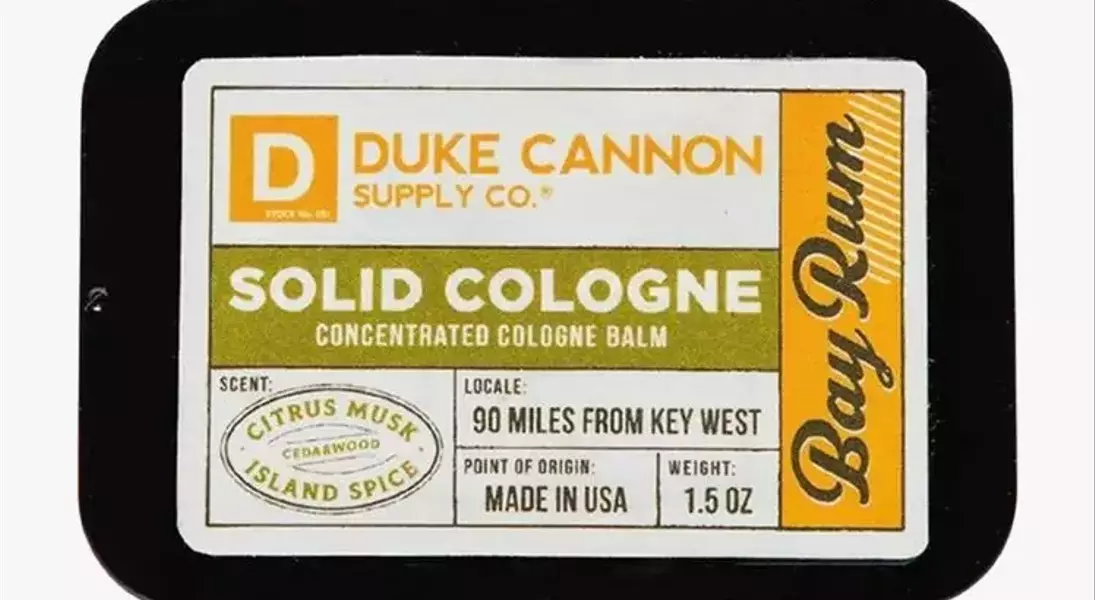 D
DUKE CANNON
SUPPLY CO.®
SOLID COLOGNE
CONCENTRATED COLOGNE BALM
SCENT:
CITRUS MUSK
CEDARWOOD
ISLAND SPICE
LOCALE:
90 MILES FROM KEY WEST
POINT OF ORIGIN:
MADE IN USA
WEIGHT:
1.5 OZ
Bay Rum